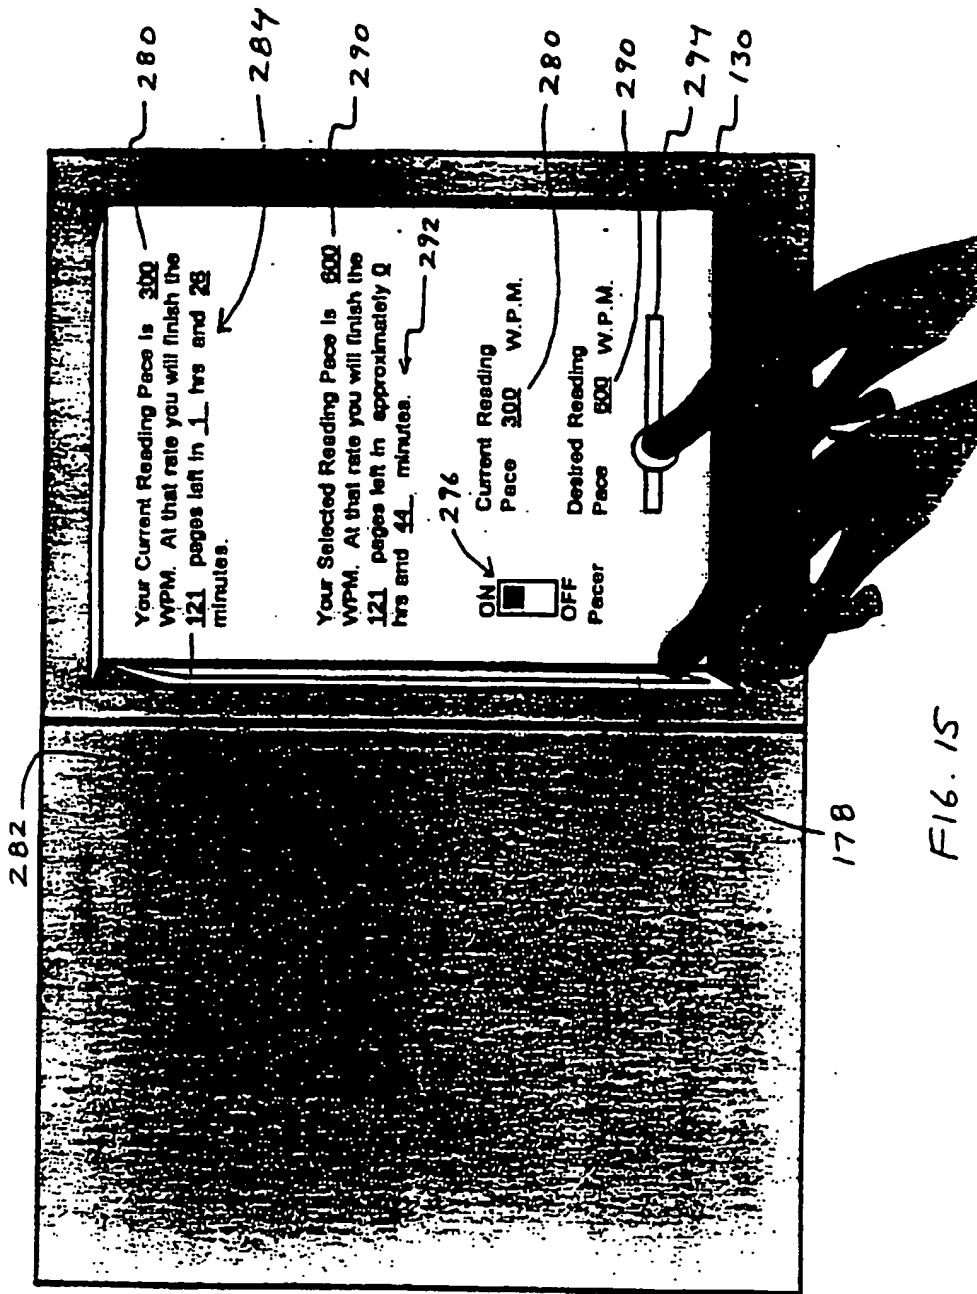 282
Your Current Reading Pace is 300
WPM. At that rate you will finish the
121 pages left in 1 hrs and 28
minutes.
280
284
Your Selected Reading Pace is 600
WPM. At that rate you will finish the
121 pages left in approximately 0
hrs and 44 minutes.
290
292
296
ON
OFF
Pacer
Current Reading
Pace 300 W.P.M.
280
Desired Reading
Pace 600 W.P.M.
290
294
130
178
FIG. 15